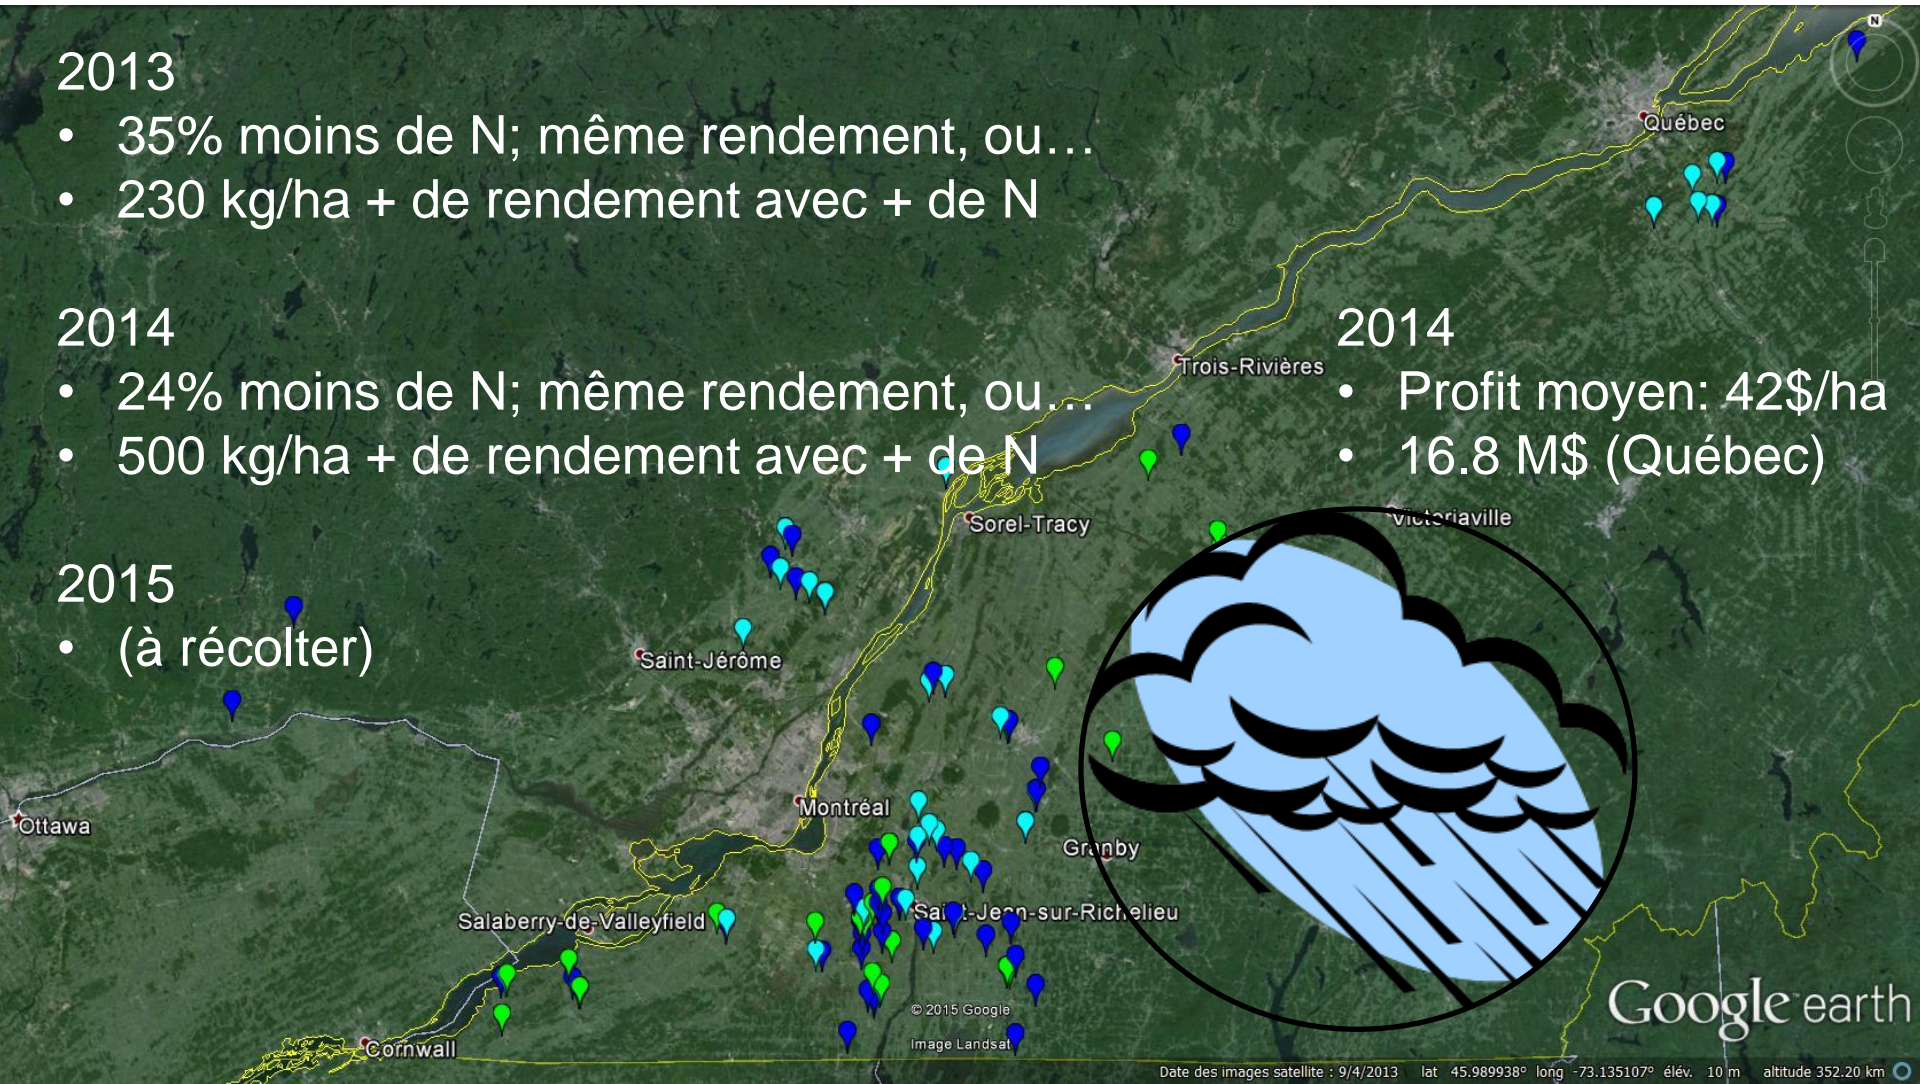 2013
• 35% moins de N; même rendement, ou…
• 230 kg/ha + de rendement avec + de N
2014
• 24% moins de N; même rendement, ou…
• 500 kg/ha + de rendement avec + de N
2015
• (à récolter)
2014
• Profit moyen: 42$/ha
• 16.8 M$ (Québec)
N
Québec
Trois-Rivières
Victoriaville
Sorel-Tracy
Saint-Jérôme
Montréal
Ottawa
Granby
Salaberry-de-Valleyfield
Saint-Jean-sur-Richelieu
Cornwall
© 2015 Google
Image Landsat
Google earth
Date des images satellite : 9/4/2013 lat 45.989938° long -73.135107° élév. 10 m altitude 352.20 km